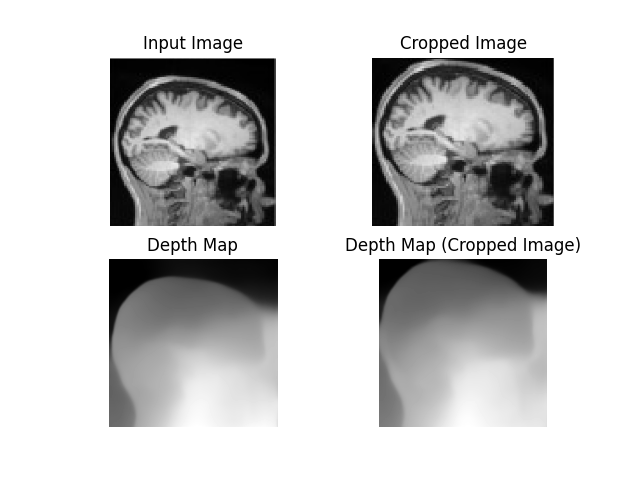 Input Image
Cropped Image
Depth Map
Depth Map (Cropped Image)